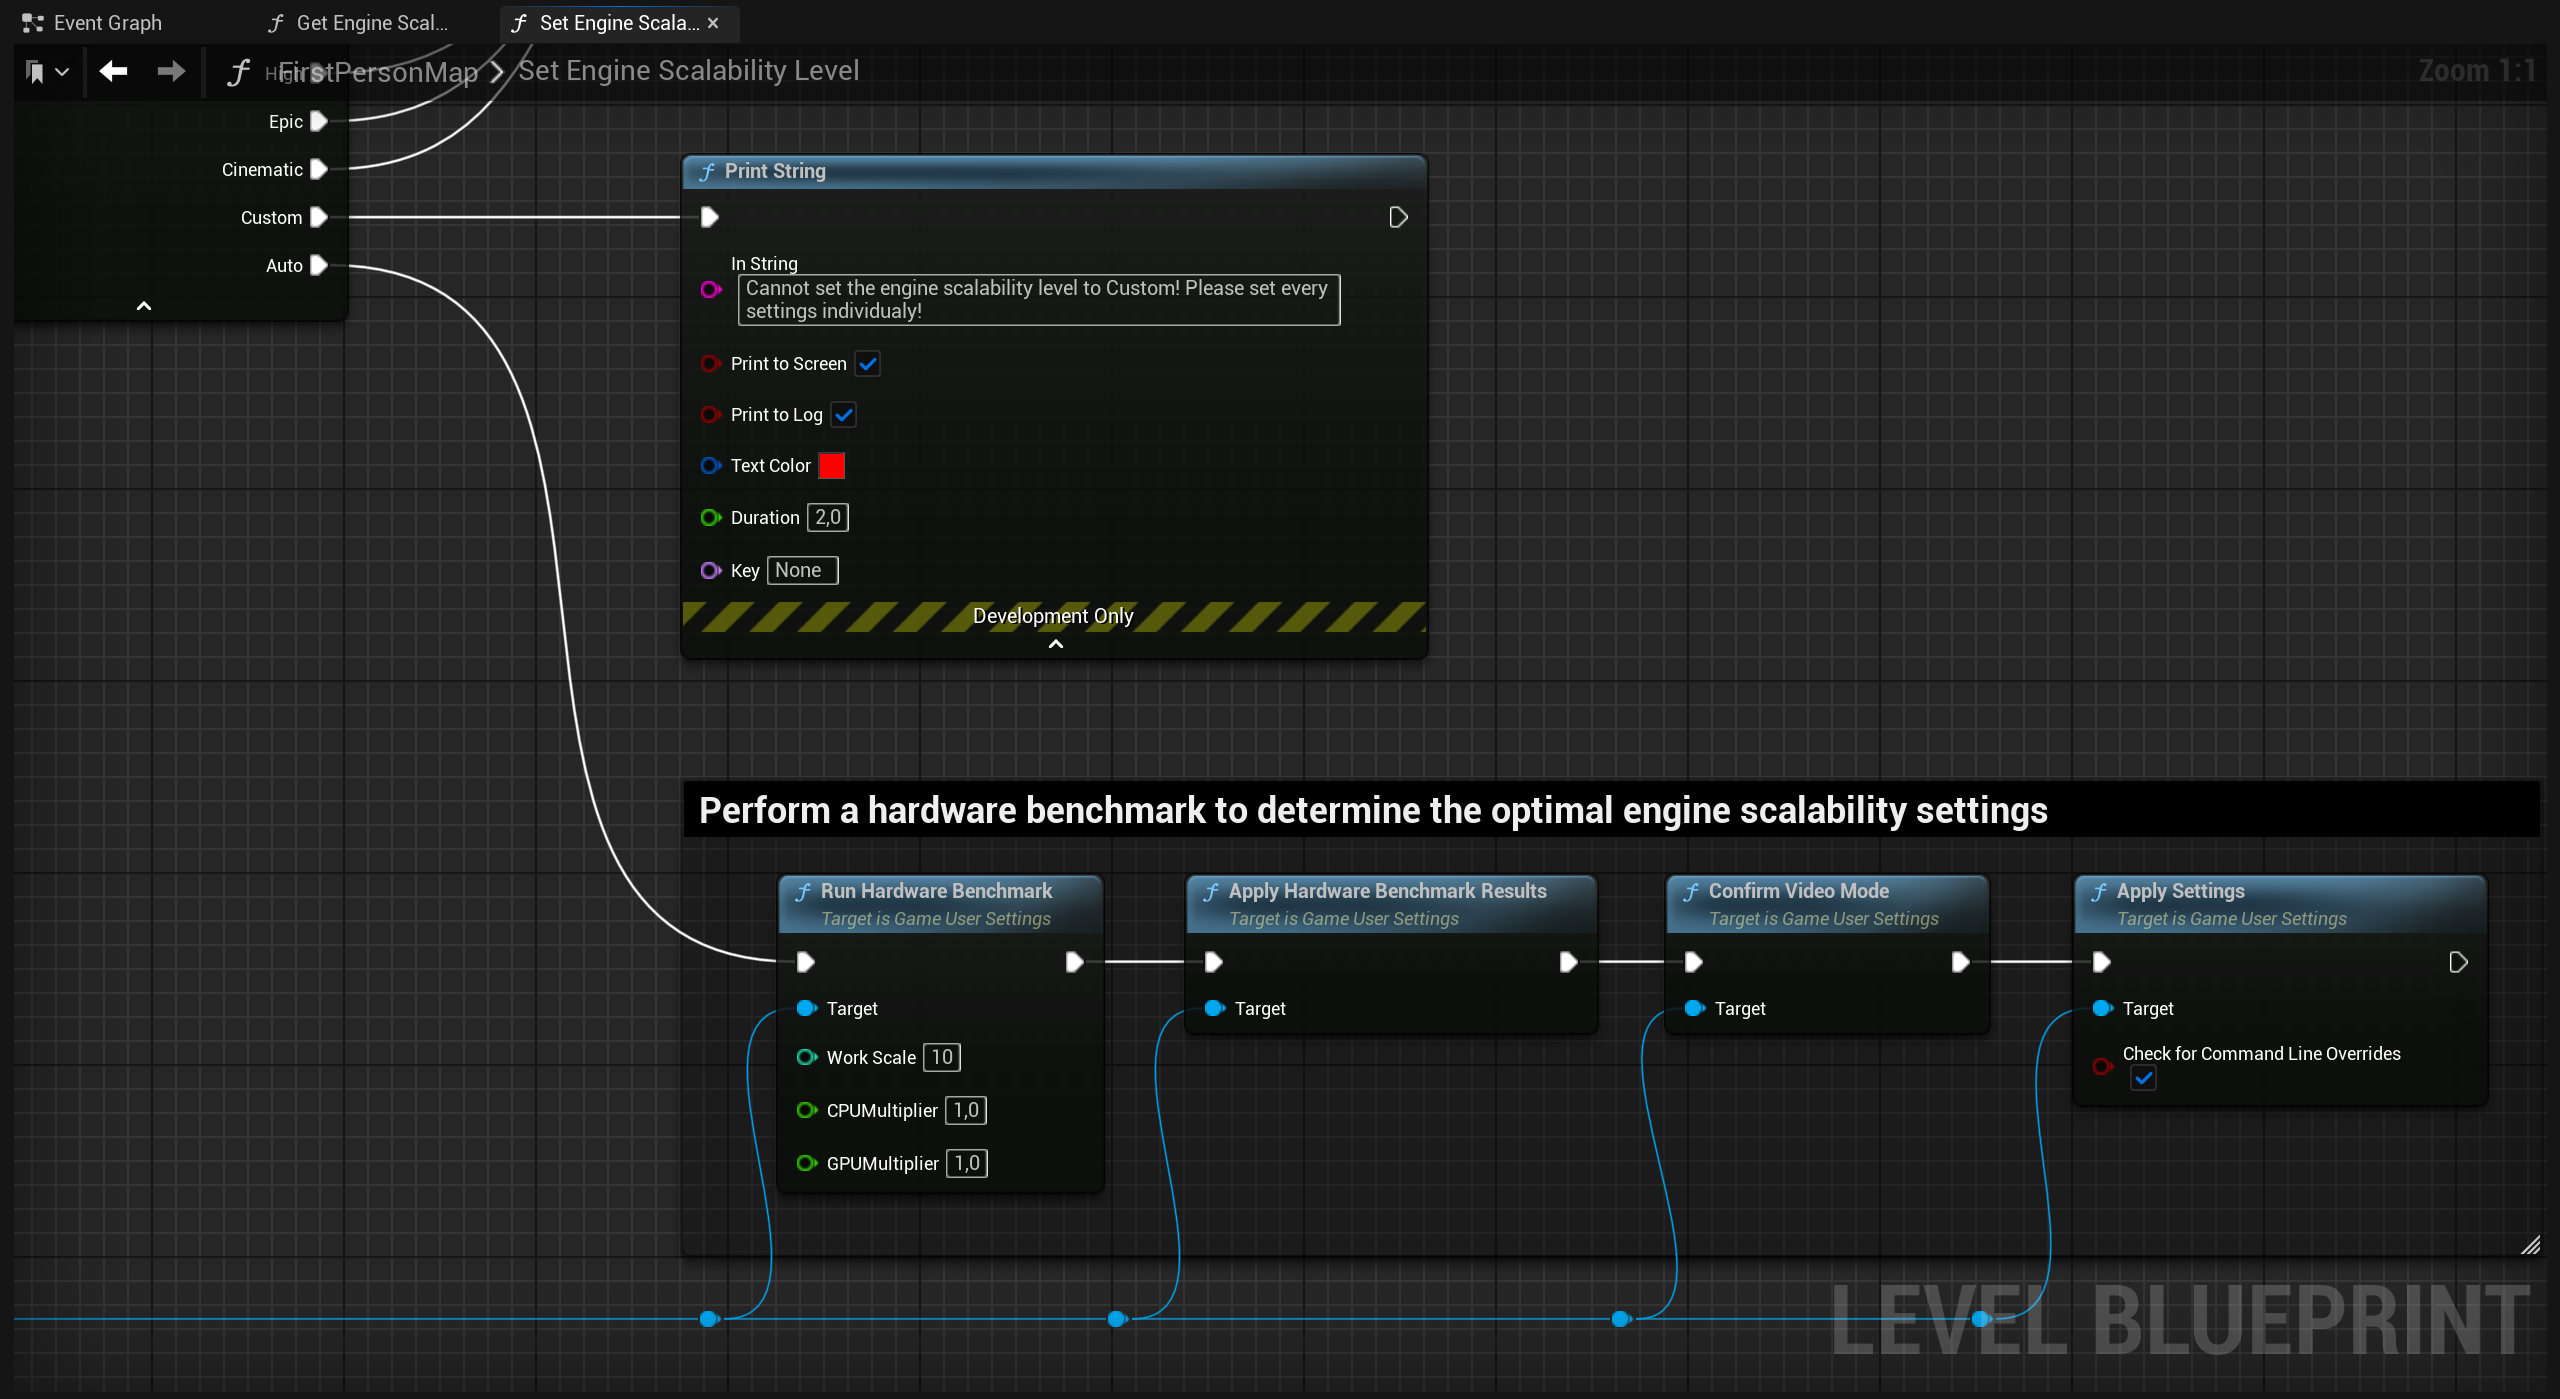 Event Graph
Get Engine Scal...
Set Engine Scala...
High
FirstPersonMap
Set Engine Scalability Level
Zoom 1:1
Epic
Cinematic
Custom
Auto
Print String
In String
Cannot set the engine scalability level to Custom! Please set every
settings individualy!
Print to Screen
Print to Log
Text Color
Duration 2,0
Key None
Development Only
Perform a hardware benchmark to determine the optimal engine scalability settings
Run Hardware Benchmark
Target is Game User Settings
Target
Work Scale 10
CPUMultiplier 1,0
GPUMultiplier 1,0
Apply Hardware Benchmark Results
Target is Game User Settings
Target
Confirm Video Mode
Target is Game User Settings
Target
Apply Settings
Target is Game User Settings
Target
Check for Command Line Overrides
LEVEL BLUEPRINT